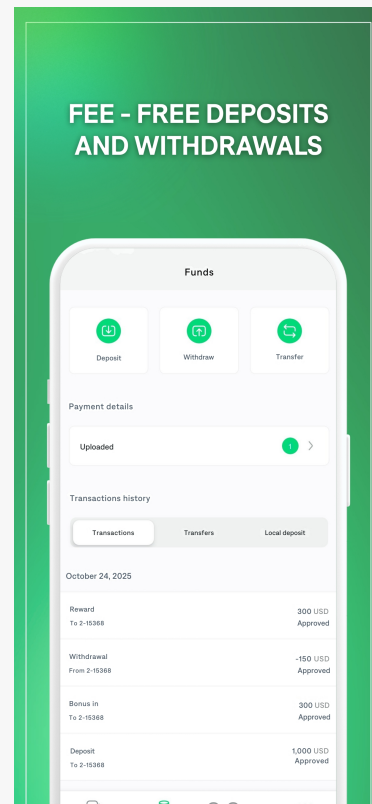 FEE - FREE DEPOSITS
AND WITHDRAWALS
Funds
Deposit
Withdraw
Transfer
Payment details
Uploaded
1
Transactions history
Transactions
Transfers
Local deposit
October 24, 2025
Reward
300 USD
To 2-15368
Approved
Withdrawal
-150 USD
From 2-15368
Approved
Bonus in
300 USD
To 2-15368
Approved
Deposit
1,000 USD
To 2-15368
Approved